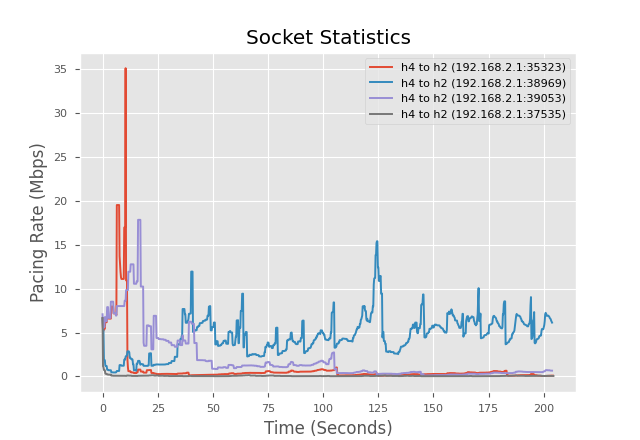 Socket Statistics
h4 to h2 (192.168.2.1:35323)
h4 to h2 (192.168.2.1:38969)
h4 to h2 (192.168.2.1:39053)
h4 to h2 (192.168.2.1:37535)
Pacing Rate (Mbps)
35
30
25
20
15
10
5
0
0 25 50 75 100 125 150 175 200
Time (Seconds)